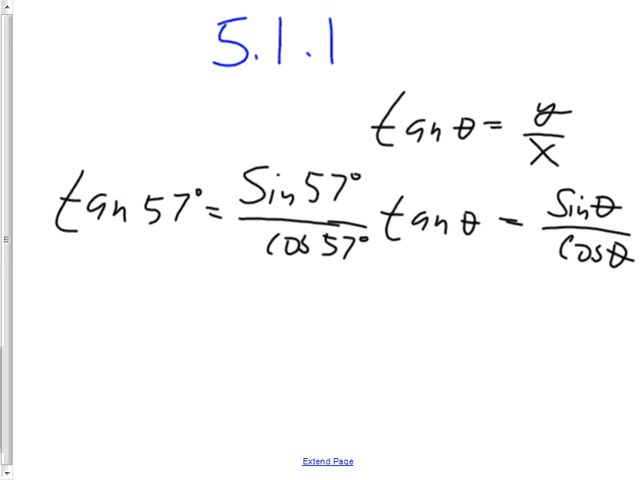 5.1.1
tan θ = y/x
tan 57° = sin 57°/cos 57° tan θ = sin θ/cos θ
Extend Page